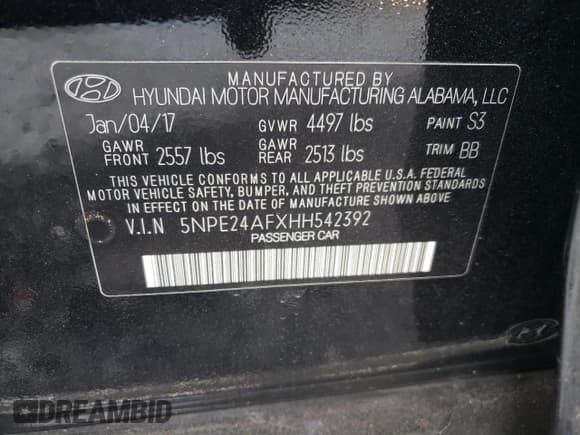 MANUFACTURED BY
HYUNDAI MOTOR MANUFACTURING ALABAMA, LLC
Jan/04/17 GVWR 4497 lbs PAINT S3
GAWR FRONT 2557 lbs GAWR REAR 2513 lbs TRIM BB
THIS VEHICLE CONFORMS TO ALL APPLICABLE U.S.A. FEDERAL
MOTOR VEHICLE SAFETY, BUMPER, AND THEFT PREVENTION STANDARDS
IN EFFECT ON THE DATE OF MANUFACTURE SHOWN ABOVE.
V.I.N 5NPE24AFXHH542392
PASSENGER CAR
DREAMBID